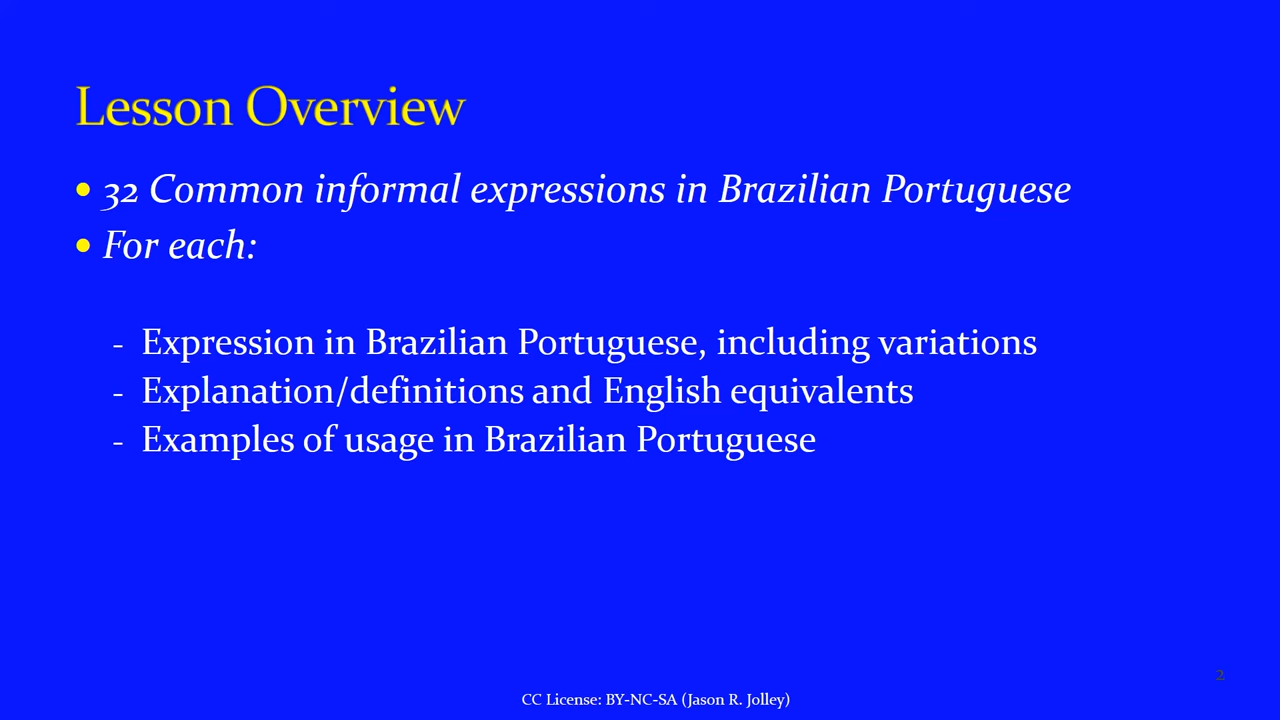 Lesson Overview
• 32 Common informal expressions in Brazilian Portuguese
• For each:
- Expression in Brazilian Portuguese, including variations
- Explanation/definitions and English equivalents
- Examples of usage in Brazilian Portuguese
2
CC License: BY-NC-SA (Jason R. Jolley)